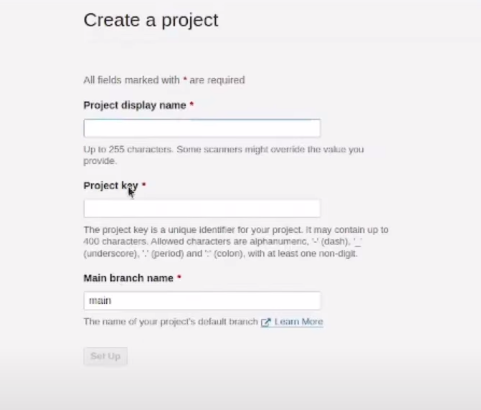 Create a project
All fields marked with * are required
Project display name *
Up to 255 characters. Some scanners might override the value you
provide.
Project key *
The project key is a unique identifier for your project. It may contain up to
400 characters. Allowed characters are alphanumeric, '-' (dash), '_'
(underscore), '.' (period) and ':' (colon), with at least one non-digit.
Main branch name *
main
The name of your project's default branch Learn More
Set Up